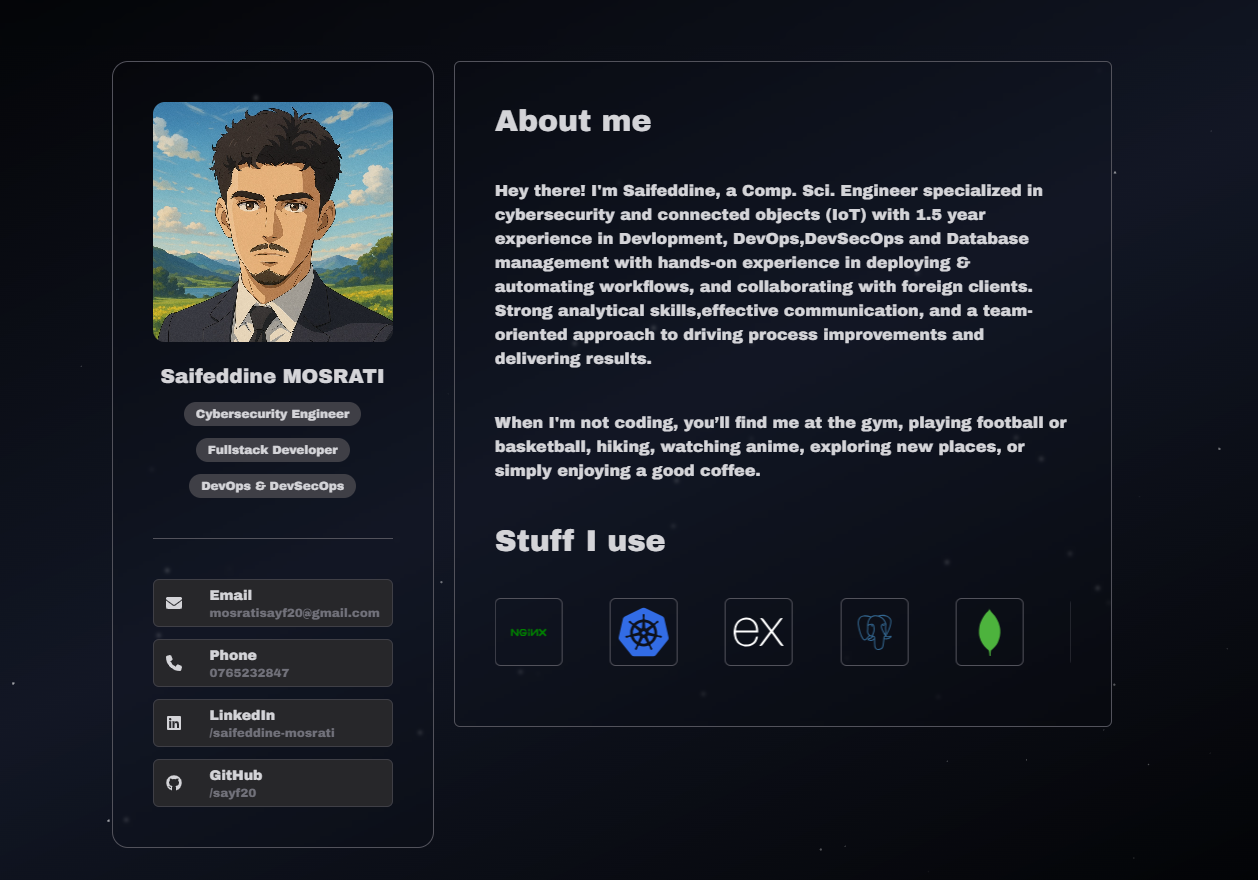 Saifeddine MOSRATI
Cybersecurity Engineer
Fullstack Developer
DevOps & DevSecOps
Email
mosratisayf20@gmail.com
Phone
0765232847
LinkedIn
/saifeddine-mosrati
GitHub
/sayf20
About me
Hey there! I'm Saifeddine, a Comp. Sci. Engineer specialized in
cybersecurity and connected objects (IoT) with 1.5 year
experience in Devlopment, DevOps,DevSecOps and Database
management with hands-on experience in deploying &
automating workflows, and collaborating with foreign clients.
Strong analytical skills,effective communication, and a team-
oriented approach to driving process improvements and
delivering results.
When I'm not coding, you’ll find me at the gym, playing football or
basketball, hiking, watching anime, exploring new places, or
simply enjoying a good coffee.
Stuff I use
NGINX
ex